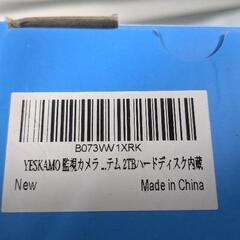 B073VW1XRK
YESKAMO 監視カメラ ...テム 2TBハードディスク内蔵,
New Made in China